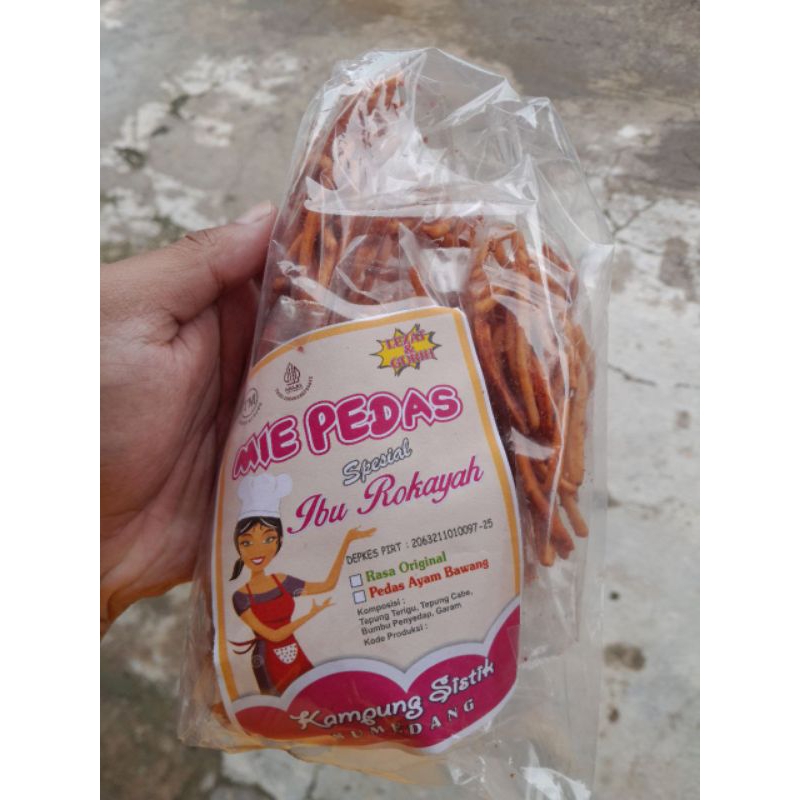 LEZAT
&
GURIH
HALAL
MIE PEDAS
Spesial
Ibu Rokayah
DEPKES PIRT : 2063211010097-25
Rasa Original
Pedas Ayam Bawang
Komposisi :
Tepung Terigu, Tepung Cabe,
Bumbu Penyedap, Garam
Kode Produksi :
Kampung Sistik
SUMEDANG